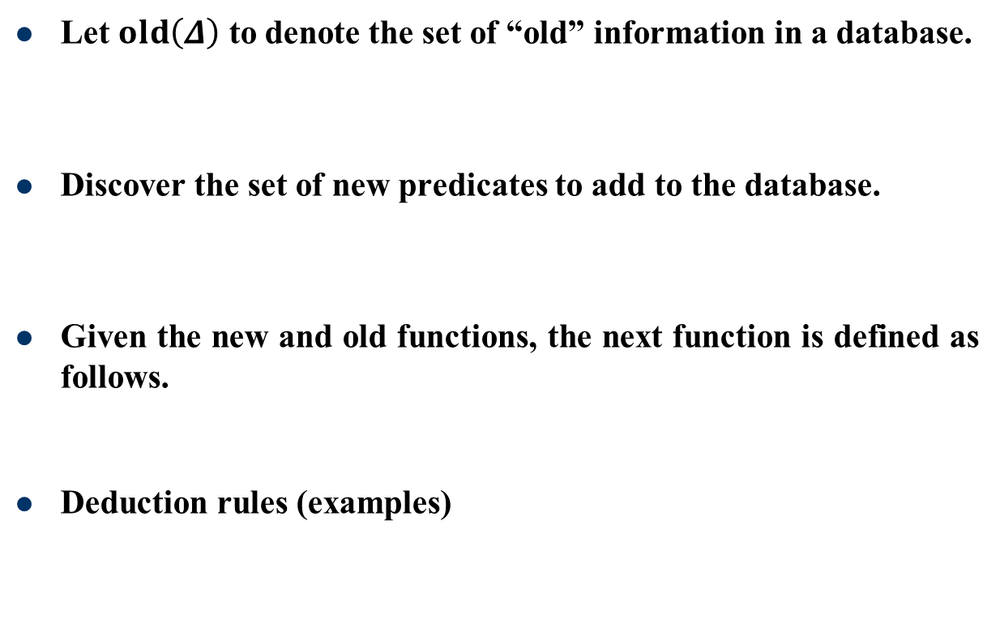 • Let old(Δ) to denote the set of “old” information in a database.
• Discover the set of new predicates to add to the database.
• Given the new and old functions, the next function is defined as
follows.
• Deduction rules (examples)